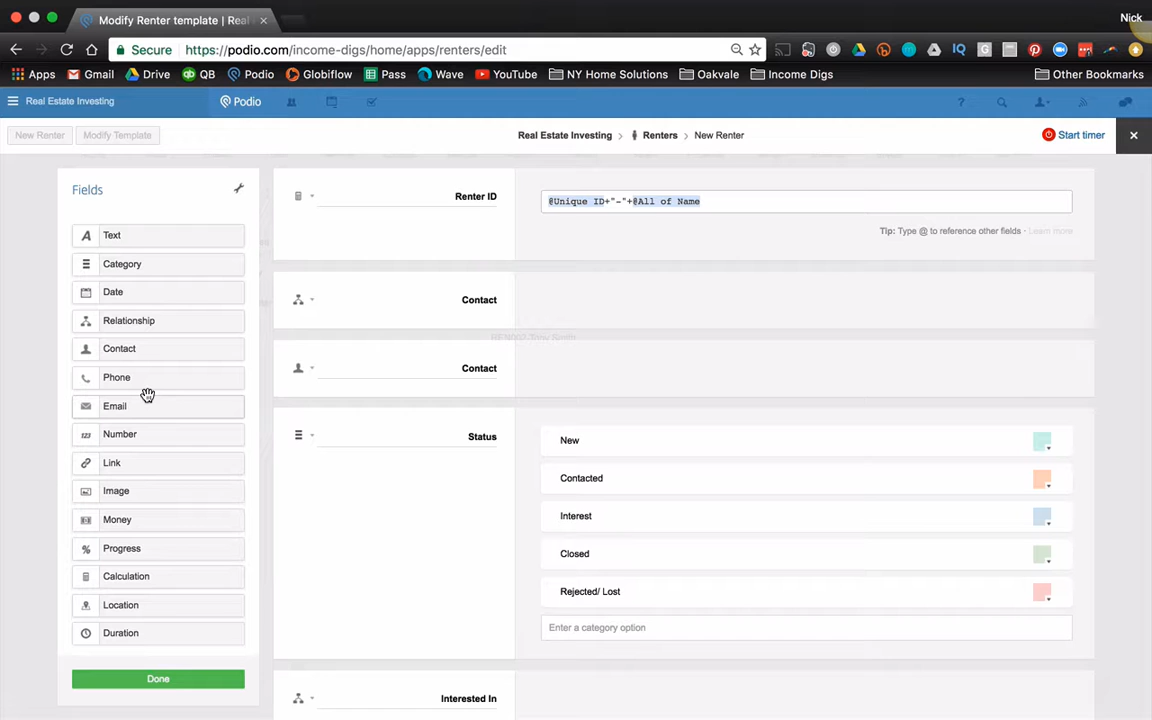 Modify Renter template | Real
Nick
Secure https://podio.com/income-digs/home/apps/renters/edit
Apps Gmail Drive QB Podio Globiflow Pass Wave YouTube NY Home Solutions Oakvale Income Digs Other Bookmarks
Real Estate Investing Podio
New Renter Modify Template Real Estate Investing Renters New Renter Start timer
Fields
Renter ID
@Unique ID+"-"+@All of Name
Tip: Type @ to reference other fields · Learn more
Text
Category
Date
Relationship
Contact
Phone
Email
Number
Link
Image
Money
Progress
Calculation
Location
Duration
Done
Contact
Contact
Status
New
Contacted
Interest
Closed
Rejected/ Lost
Enter a category option
Interested In